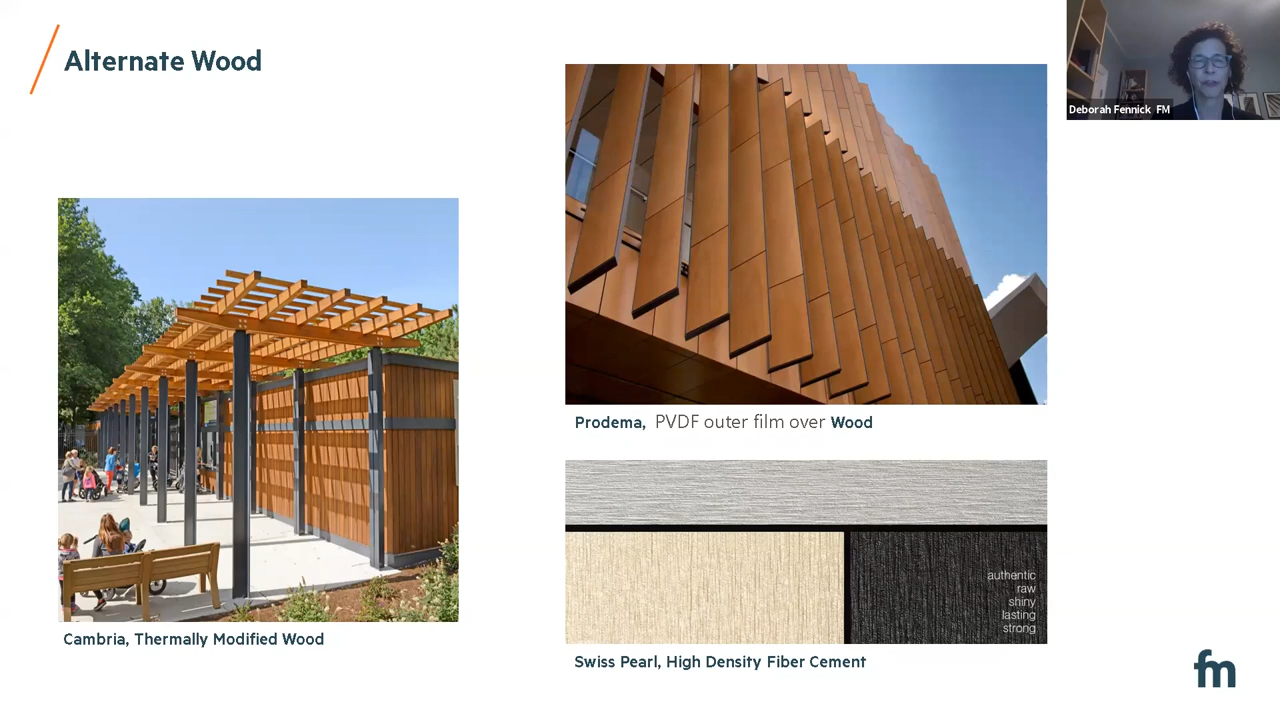 Alternate Wood
Deborah Fennick FM
Cambria, Thermally Modified Wood
Prodema, PVDF outer film over Wood
authentic
raw
shiny
lasting
strong
Swiss Pearl, High Density Fiber Cement
fm